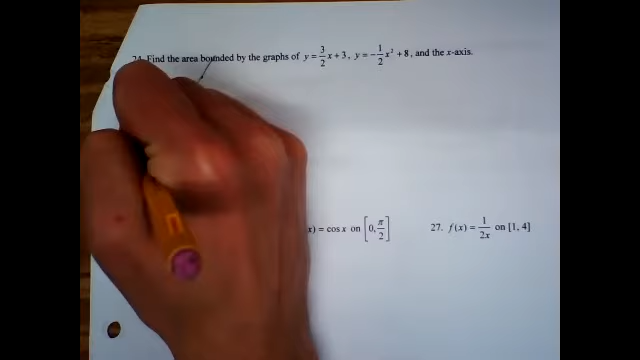 24. Find the area bounded by the graphs of y = 3/2 x + 3, y = -1/2 x² + 8, and the x-axis.
x) = cos x on [0, π/2] 27. f(x) = 1/2x on [1, 4]